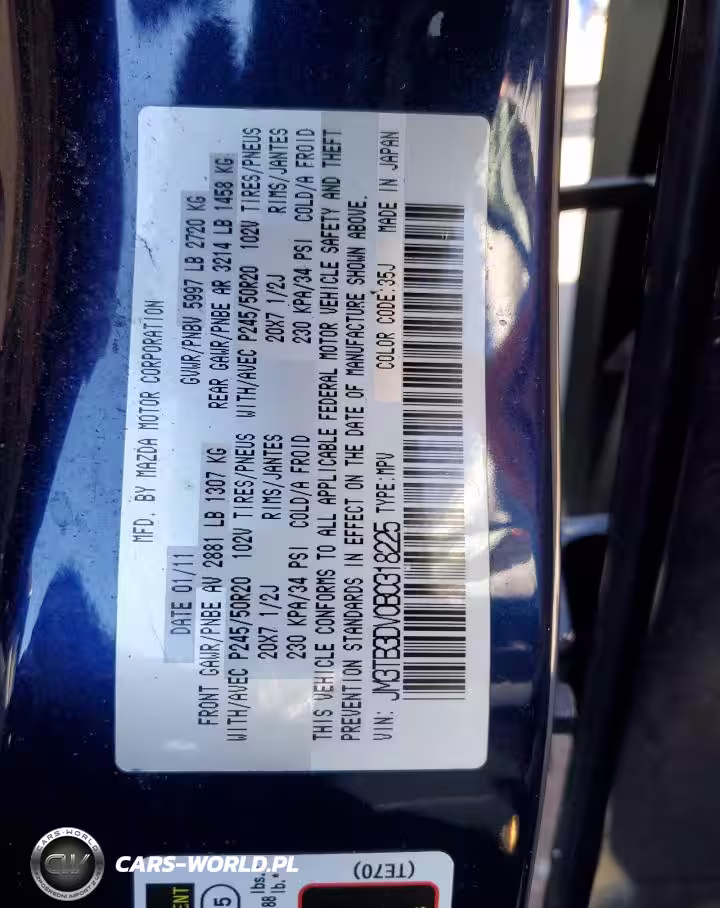 MFD. BY MAZDA MOTOR CORPORATION
DATE 01/11
GVWR/PNBV 5997 LB 2720 KG
FRONT GAWR/PNBE AV 2881 LB 1307 KG
REAR GAWR/PNBE AR 3214 LB 1458 KG
WITH/AVEC P245/50R20 102V TIRES/PNEUS
WITH/AVEC P245/50R20 102V TIRES/PNEUS
20X7 1/2J RIMS/JANTES
20X7 1/2J RIMS/JANTES
230 KPA/34 PSI COLD/A FROID
230 KPA/34 PSI COLD/A FROID
THIS VEHICLE CONFORMS TO ALL APPLICABLE FEDERAL MOTOR VEHICLE SAFETY AND THEFT
PREVENTION STANDARDS IN EFFECT ON THE DATE OF MANUFACTURE SHOWN ABOVE.
VIN: JM3TB3DV0B0318225 TYPE:MPV
COLOR CODE:35J MADE IN JAPAN
(TE70)
lbs.
CARS-WORLD
CW
CARS-WORLD.PL